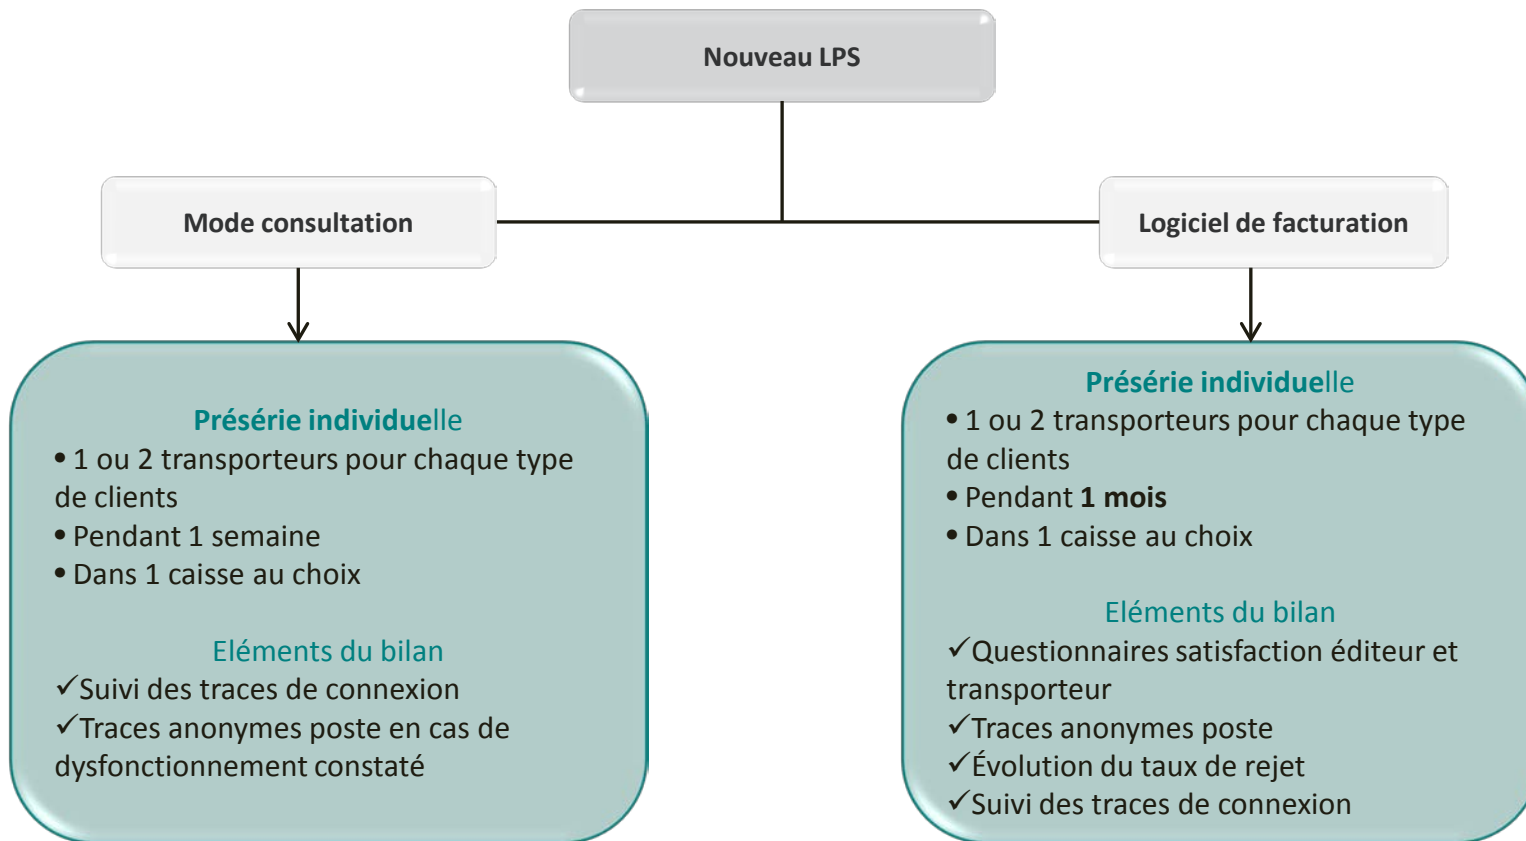 Nouveau LPS
Mode consultation
Logiciel de facturation
Présérie individuelle
• 1 ou 2 transporteurs pour chaque type
de clients
• Pendant 1 semaine
• Dans 1 caisse au choix
Eléments du bilan
✓Suivi des traces de connexion
✓Traces anonymes poste en cas de
dysfonctionnement constaté
Présérie individuelle
• 1 ou 2 transporteurs pour chaque type
de clients
• Pendant 1 mois
• Dans 1 caisse au choix
Eléments du bilan
✓Questionnaires satisfaction éditeur et
transporteur
✓Traces anonymes poste
✓Évolution du taux de rejet
✓Suivi des traces de connexion